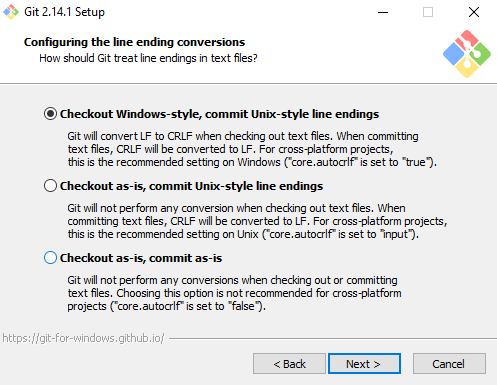 Git 2.14.1 Setup
Configuring the line ending conversions
How should Git treat line endings in text files?
Checkout Windows-style, commit Unix-style line endings
Git will convert LF to CRLF when checking out text files. When committing
text files, CRLF will be converted to LF. For cross-platform projects,
this is the recommended setting on Windows ("core.autocrlf" is set to "true").
Checkout as-is, commit Unix-style line endings
Git will not perform any conversion when checking out text files. When
committing text files, CRLF will be converted to LF. For cross-platform projects,
this is the recommended setting on Unix ("core.autocrlf" is set to "input").
Checkout as-is, commit as-is
Git will not perform any conversions when checking out or committing
text files. Choosing this option is not recommended for cross-platform
projects ("core.autocrlf" is set to "false").
https://git-for-windows.github.io/
< Back
Next >
Cancel